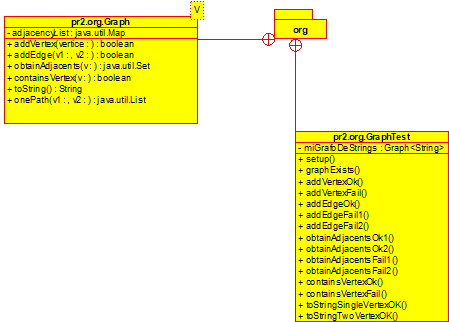 V
pr2.org.Graph
- adjacencyList : java.util.Map
+ addVertex(vertice : ) : boolean
+ addEdge(v1 : , v2 : ) : boolean
+ obtainAdjacents(v : ) : java.util.Set
+ containsVertex(v : ) : boolean
+ toString() : String
+ onePath(v1 : , v2 : ) : java.util.List
org
pr2.org.GraphTest
- miGrafoDeStrings : Graph<String>
+ setup()
+ graphExists()
+ addVertexOk()
+ addVertexFail()
+ addEdgeOk()
+ addEdgeFail1()
+ addEdgeFail2()
+ obtainAdjacentsOk1()
+ obtainAdjacentsOk2()
+ obtainAdjacentsFail1()
+ obtainAdjacentsFail2()
+ containsVertexOk()
+ containsVertexFail()
+ toStringSingleVertexOK()
+ toStringTwoVertexOK()